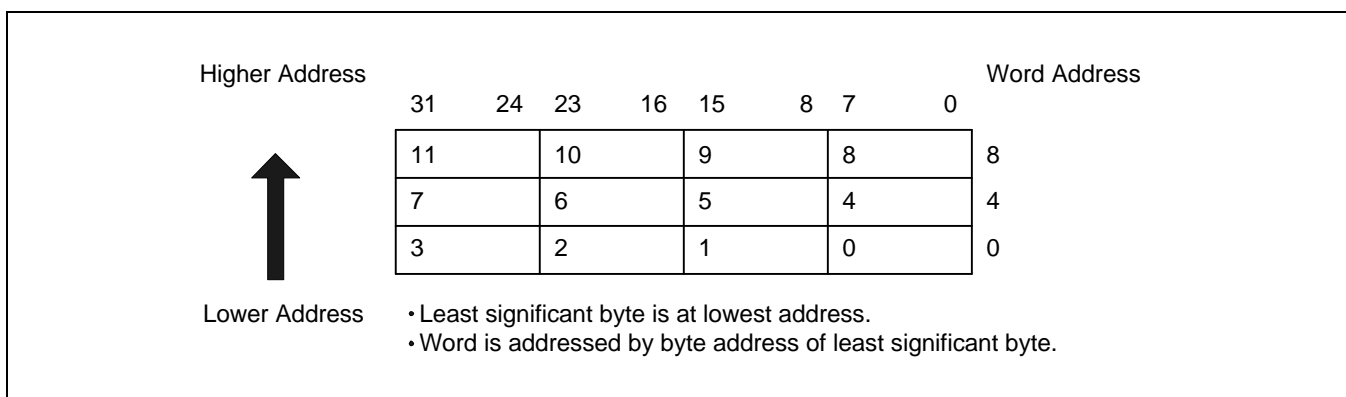 Higher Address Word Address
31 24 23 16 15 8 7 0
11 10 9 8 8
7 6 5 4 4
3 2 1 0 0
Lower Address
• Least significant byte is at lowest address.
• Word is addressed by byte address of least significant byte.